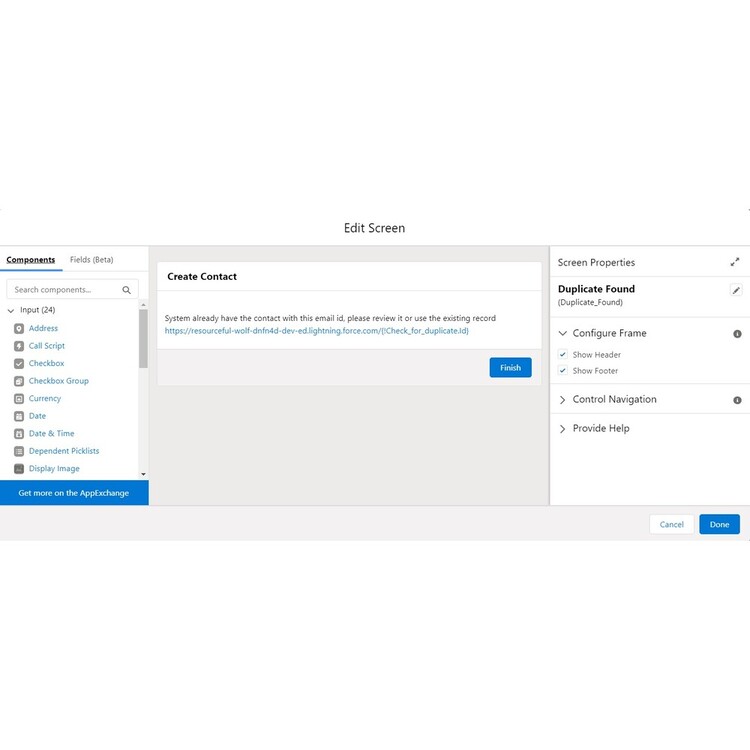 Edit Screen
Components
Fields (Beta)
Search components...
Input (24)
Address
Call Script
Checkbox
Checkbox Group
Currency
Date
Date & Time
Dependent Picklists
Display Image
Get more on the AppExchange
Create Contact
System already have the contact with this email id, please review it or use the existing record
https://resourceful-wolf-dnfn4d-dev-ed.lightning.force.com/{!Check_for_duplicate.Id}
Finish
Screen Properties
Duplicate Found
(Duplicate_Found)
Configure Frame
Show Header
Show Footer
Control Navigation
Provide Help
Cancel
Done